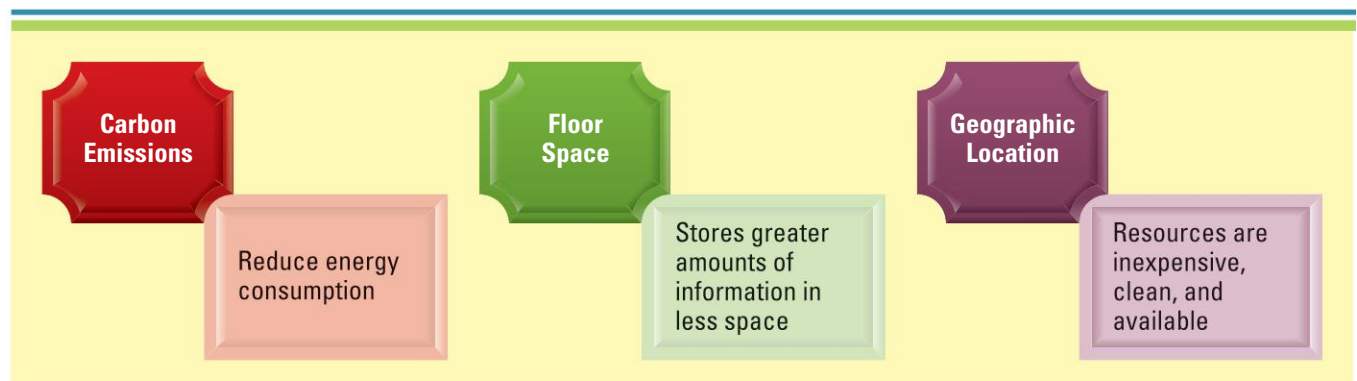 Carbon
Emissions
Reduce energy
consumption
Floor
Space
Stores greater
amounts of
information in
less space
Geographic
Location
Resources are
inexpensive,
clean, and
available